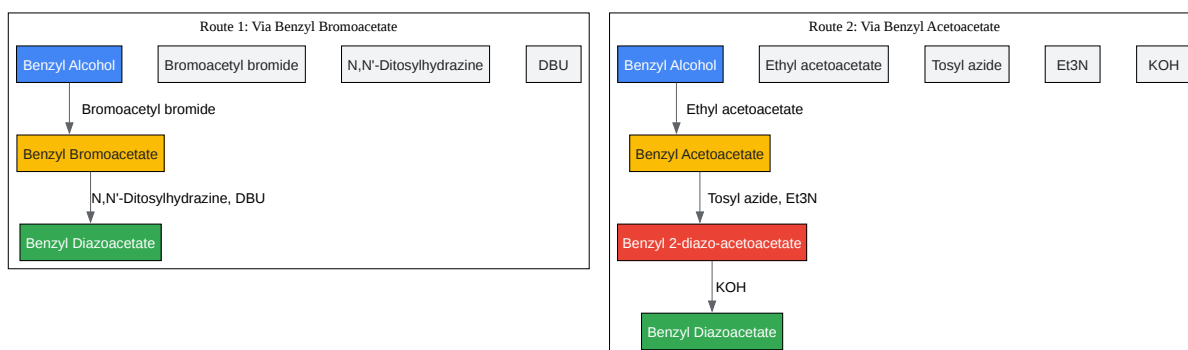 Route 1: Via Benzyl Bromoacetate
Benzyl Alcohol
Bromoacetyl bromide
N,N'-Ditosylhydrazine
DBU
Bromoacetyl bromide
Benzyl Bromoacetate
N,N'-Ditosylhydrazine, DBU
Benzyl Diazoacetate
Route 2: Via Benzyl Acetoacetate
Benzyl Alcohol
Ethyl acetoacetate
Tosyl azide
Et3N
KOH
Ethyl acetoacetate
Benzyl Acetoacetate
Tosyl azide, Et3N
Benzyl 2-diazo-acetoacetate
KOH
Benzyl Diazoacetate